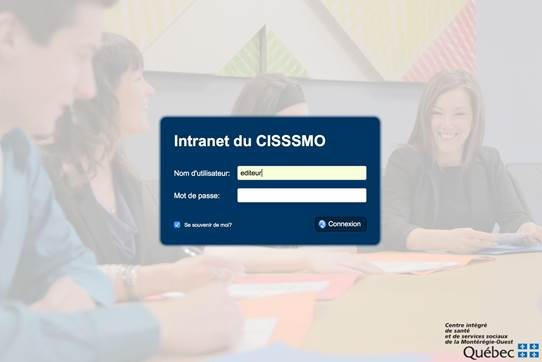 Intranet du CISSSMO
Nom d'utilisateur: editeur
Mot de passe:
Se souvenir de moi? Connexion
Centre intégré
de santé
et de services sociaux
de la Montérégie-Ouest
Québec